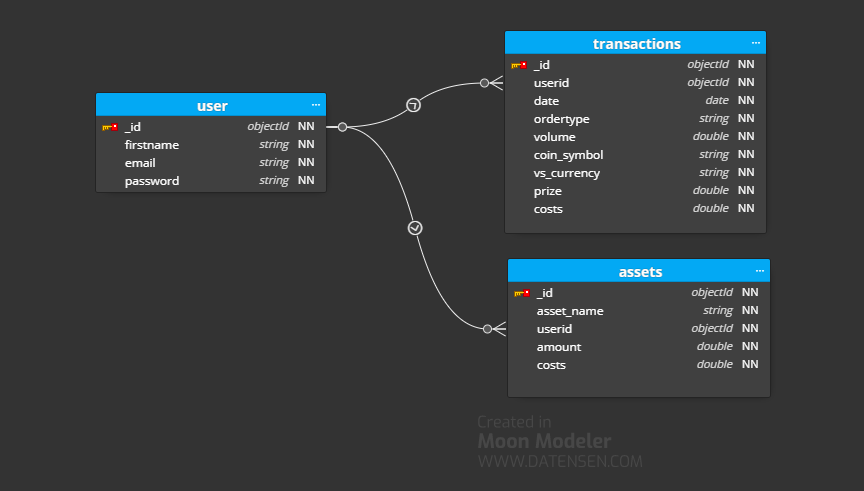 user ...
_id objectId NN
firstname string NN
email string NN
password string NN
transactions ...
_id objectId NN
userid objectId NN
date date NN
ordertype string NN
volume double NN
coin_symbol string NN
vs_currency string NN
prize double NN
costs double NN
assets ...
_id objectId NN
asset_name string NN
userid objectId NN
amount double NN
costs double NN
Created in
Moon Modeler
WWW.DATENSEN.COM